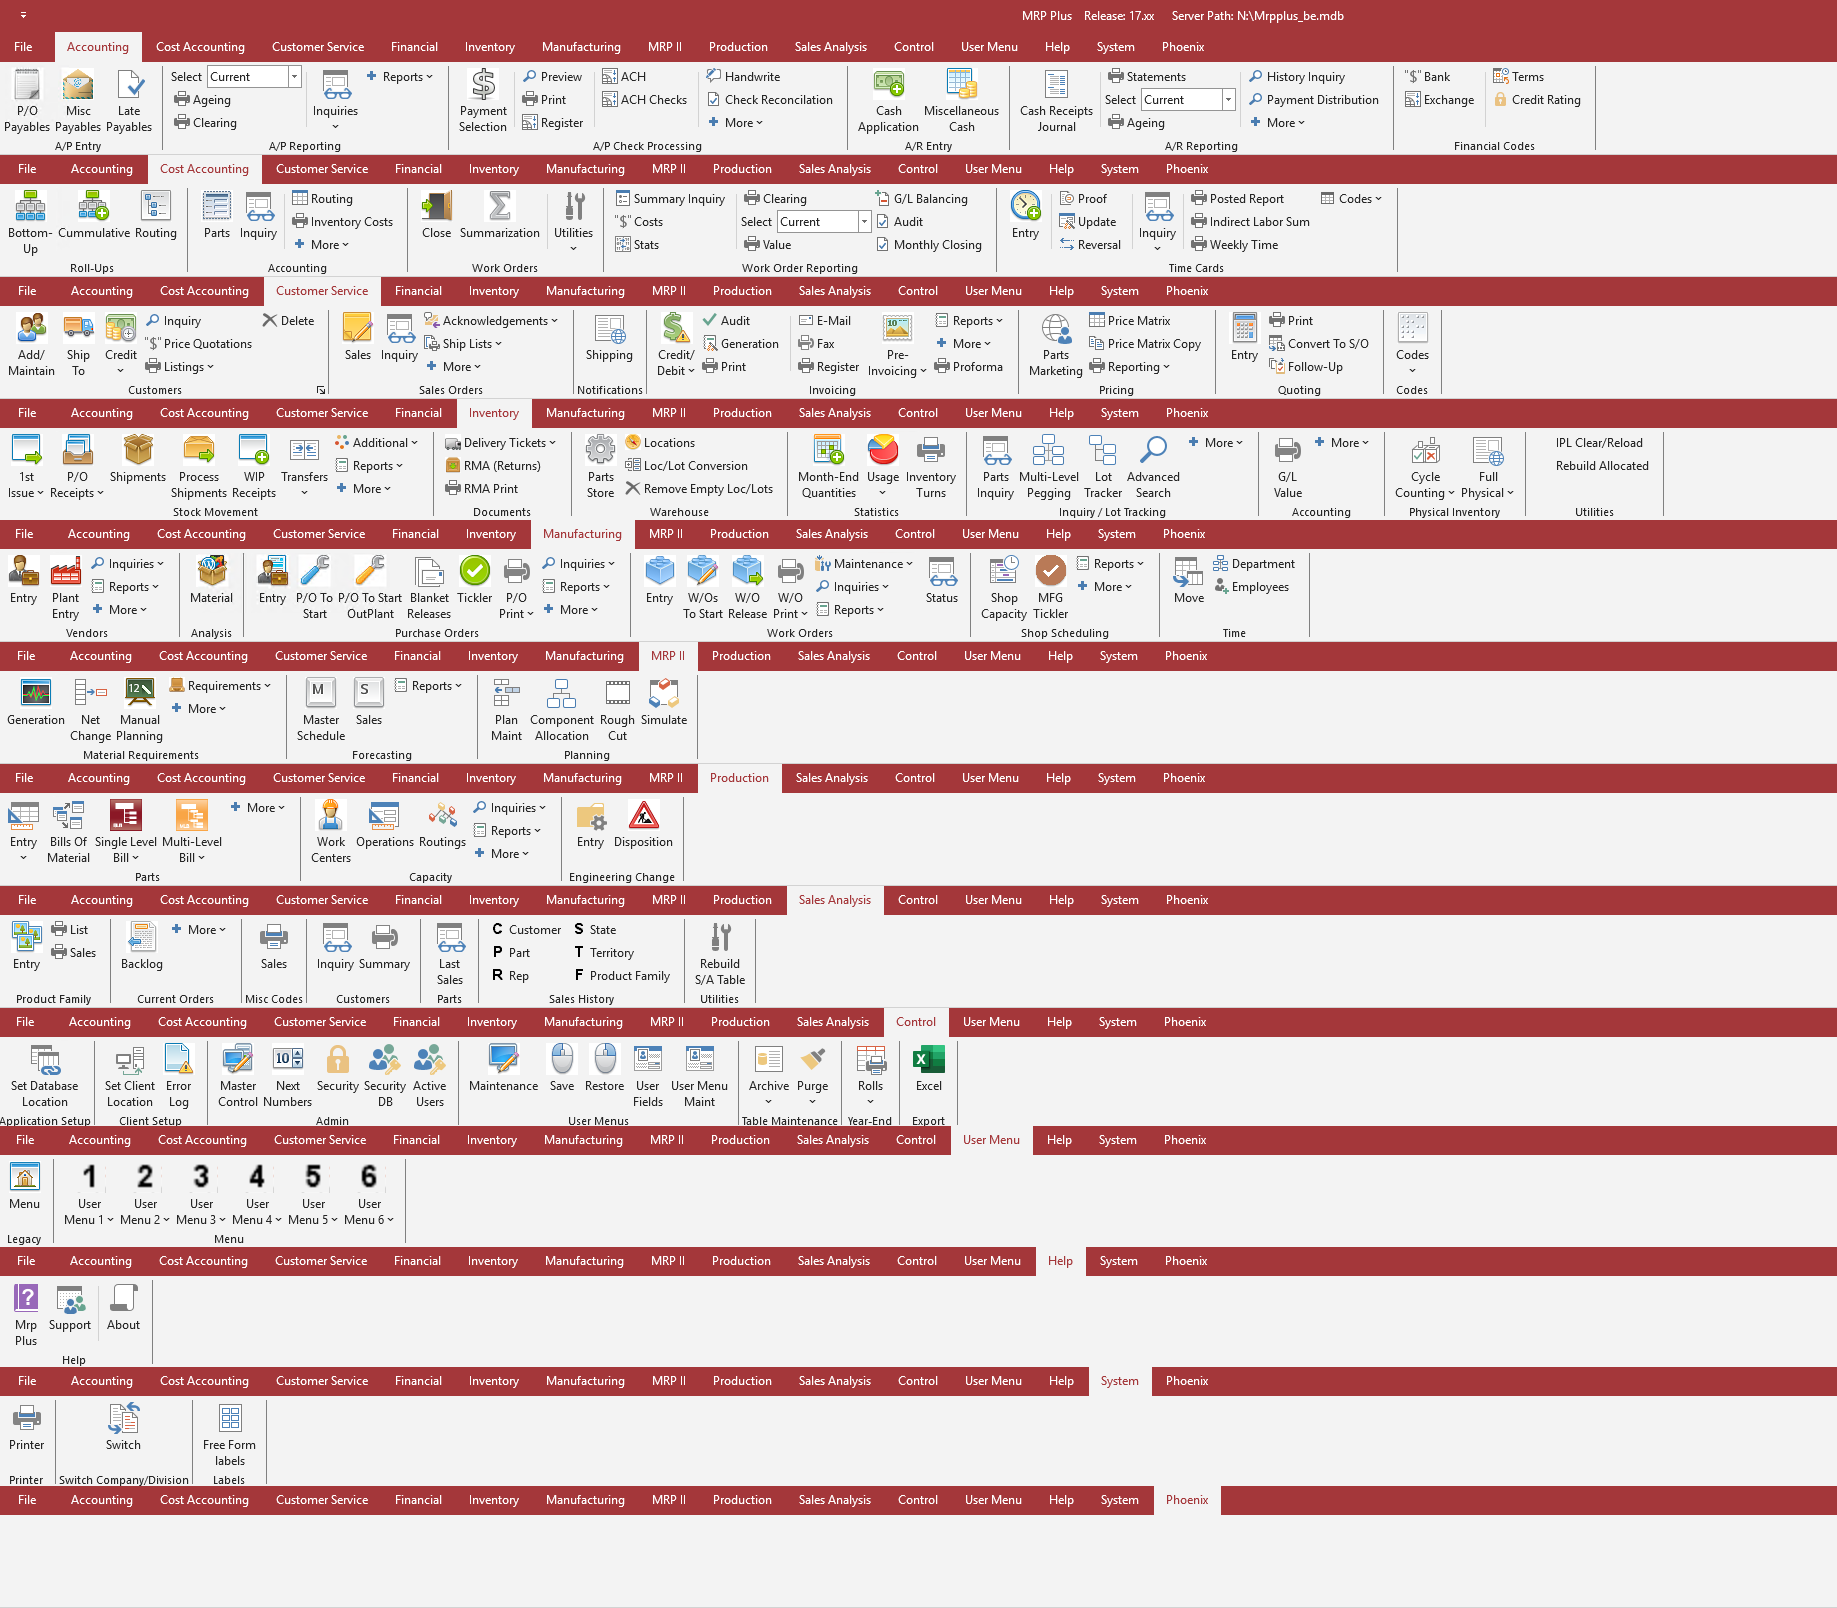 MRP Plus Release: 17.xx Server Path: N:\Mrpplus_be.mdb
File Accounting Cost Accounting Customer Service Financial Inventory Manufacturing MRP II Production Sales Analysis Control User Menu Help System Phoenix
Select Current Reports Preview ACH Handwrite Statements History Inquiry "$" Bank Terms
Ageing Print ACH Checks Check Reconciliation Select Current Payment Distribution Exchange Credit Rating
P/O Misc Late Inquiries Payment Cash Miscellaneous Cash Receipts
Payables Payables Payables Clearing Selection Register More Application Cash Journal Ageing More
A/P Entry A/P Reporting A/P Check Processing A/R Entry A/R Reporting Financial Codes
File Accounting Cost Accounting Customer Service Financial Inventory Manufacturing MRP II Production Sales Analysis Control User Menu Help System Phoenix
Routing Summary Inquiry Clearing G/L Balancing Proof Posted Report Codes
Inventory Costs "$" Costs Select Current Audit Update Indirect Labor Sum
Bottom- Cummulative Routing Parts Inquiry Close Summarization Utilities Entry Inquiry
Up More Stats Value Monthly Closing Reversal Weekly Time
Roll-Ups Accounting Work Orders Work Order Reporting Time Cards
File Accounting Cost Accounting Customer Service Financial Inventory Manufacturing MRP II Production Sales Analysis Control User Menu Help System Phoenix
Inquiry Delete Acknowledgements Audit E-Mail 10 Reports Price Matrix Print
"$" Price Quotations Ship Lists Generation Fax More Price Matrix Copy Convert To S/O
Add/ Ship Credit Sales Inquiry Shipping Credit/ Pre- Parts Entry Codes
Maintain To Listings More Debit Print Register Invoicing Proforma Marketing Reporting Follow-Up
Customers Sales Orders Notifications Invoicing Pricing Quoting Codes
File Accounting Cost Accounting Customer Service Financial Inventory Manufacturing MRP II Production Sales Analysis Control User Menu Help System Phoenix
Additional Delivery Tickets Locations More More IPL Clear/Reload
Reports RMA (Returns) Loc/Lot Conversion Rebuild Allocated
1st P/O Shipments Process WIP Transfers Parts Month-End Usage Inventory Parts Multi-Level Lot Advanced G/L Cycle Full
Issue Receipts Shipments Receipts More RMA Print Store Remove Empty Loc/Lots Quantities Turns Inquiry Pegging Tracker Search Value Counting Physical
Stock Movement Documents Warehouse Statistics Inquiry / Lot Tracking Accounting Physical Inventory Utilities
File Accounting Cost Accounting Customer Service Financial Inventory Manufacturing MRP II Production Sales Analysis Control User Menu Help System Phoenix
Inquiries Inquiries Maintenance Reports Department
Reports Reports Inquiries More Employees
Entry Plant Material Entry P/O To P/O To Start Blanket Tickler P/O Entry W/Os W/O W/O Status Shop MFG Move
Entry More Start OutPlant Releases Print More To Start Release Print Reports Capacity Tickler
Vendors Analysis Purchase Orders Work Orders Shop Scheduling Time
File Accounting Cost Accounting Customer Service Financial Inventory Manufacturing MRP II Production Sales Analysis Control User Menu Help System Phoenix
12 Requirements M S Reports
More
Generation Net Manual Master Sales Plan Component Rough Simulate
Change Planning Schedule Maint Allocation Cut
Material Requirements Forecasting Planning
File Accounting Cost Accounting Customer Service Financial Inventory Manufacturing MRP II Production Sales Analysis Control User Menu Help System Phoenix
More Inquiries
Reports
Entry Bills Of Single Level Multi-Level Work Operations Routings Entry Disposition
Material Bill Bill Centers More
Parts Capacity Engineering Change
File Accounting Cost Accounting Customer Service Financial Inventory Manufacturing MRP II Production Sales Analysis Control User Menu Help System Phoenix
List More C Customer S State
Sales P Part T Territory
Entry Backlog Sales Inquiry Summary Last Rebuild
Sales R Rep F Product Family S/A Table
Product Family Current Orders Misc Codes Customers Parts Sales History Utilities
File Accounting Cost Accounting Customer Service Financial Inventory Manufacturing MRP II Production Sales Analysis Control User Menu Help System Phoenix
10
Set Database Set Client Error Master Next Security Security Active Maintenance Save Restore User User Menu Archive Purge Rolls Excel
Location Location Log Control Numbers DB Users Fields Maint
Application Setup Client Setup Admin User Menus Table Maintenance Year-End Export
File Accounting Cost Accounting Customer Service Financial Inventory Manufacturing MRP II Production Sales Analysis Control User Menu Help System Phoenix
1 2 3 4 5 6
Menu User User User User User User
Menu 1 Menu 2 Menu 3 Menu 4 Menu 5 Menu 6
Legacy Menu
File Accounting Cost Accounting Customer Service Financial Inventory Manufacturing MRP II Production Sales Analysis Control User Menu Help System Phoenix
?
Mrp Support About
Plus
Help
File Accounting Cost Accounting Customer Service Financial Inventory Manufacturing MRP II Production Sales Analysis Control User Menu Help System Phoenix
Printer Switch Free Form
labels
Printer Switch Company/Division Labels
File Accounting Cost Accounting Customer Service Financial Inventory Manufacturing MRP II Production Sales Analysis Control User Menu Help System Phoenix